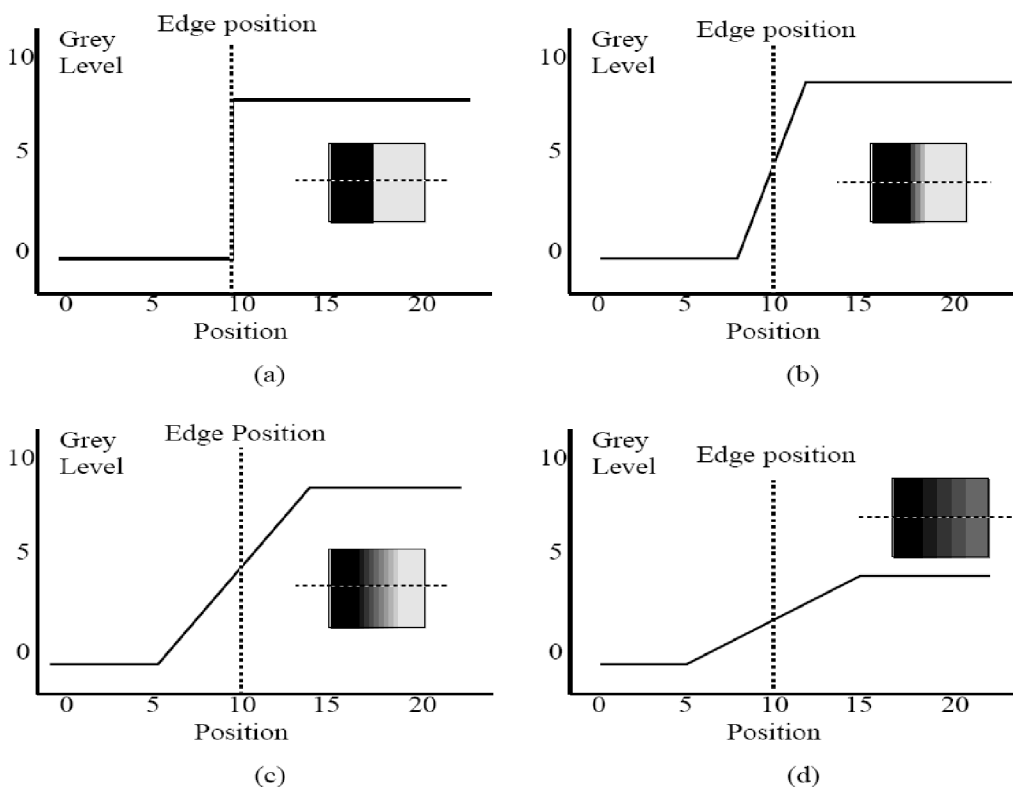 Edge position
Grey
Level
10
5
0
0 5 10 15 20
Position
(a)
Edge position
Grey
Level
10
5
0
0 5 10 15 20
Position
(b)
Edge Position
Grey
Level
10
5
0
0 5 10 15 20
Position
(c)
Edge position
Grey
Level
10
5
0
0 5 10 15 20
Position
(d)